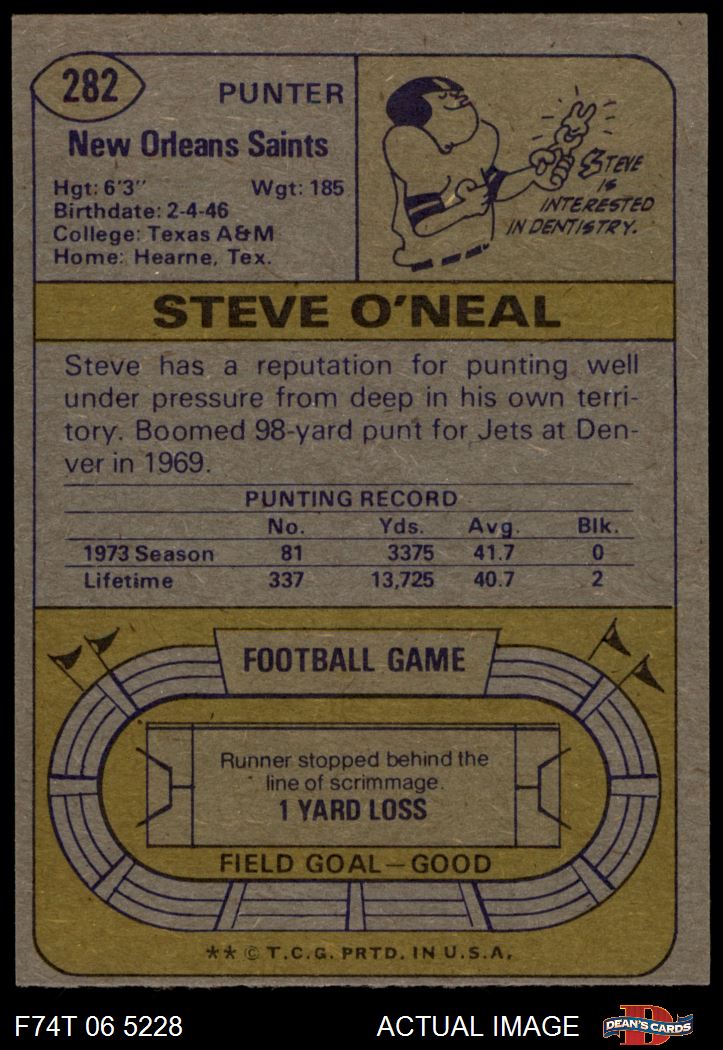 282
PUNTER
New Orleans Saints
Hgt: 6'3" Wgt: 185
Birthdate: 2-4-46
College: Texas A&M
Home: Hearne, Tex.
STEVE
IS
INTERESTED
IN DENTISTRY.
STEVE O'NEAL
Steve has a reputation for punting well
under pressure from deep in his own terri-
tory. Boomed 98-yard punt for Jets at Den-
ver in 1969.
PUNTING RECORD
No. Yds. Avg. Blk.
1973 Season 81 3375 41.7 0
Lifetime 337 13,725 40.7 2
FOOTBALL GAME
Runner stopped behind the
line of scrimmage.
1 YARD LOSS
FIELD GOAL—GOOD
** © T.C.G. PRTD. IN U.S.A.
F74T 06 5228 ACTUAL IMAGE D DEAN'S CARDS